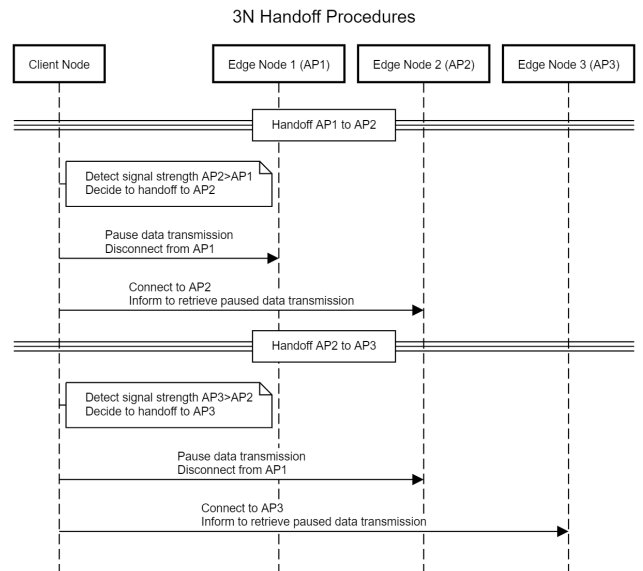 3N Handoff Procedures
Client Node
Edge Node 1 (AP1)
Edge Node 2 (AP2)
Edge Node 3 (AP3)
Handoff AP1 to AP2
Detect signal strength AP2>AP1
Decide to handoff to AP2
Pause data transmission
Disconnect from AP1
Connect to AP2
Inform to retrieve paused data transmission
Handoff AP2 to AP3
Detect signal strength AP3>AP2
Decide to handoff to AP3
Pause data transmission
Disconnect from AP1
Connect to AP3
Inform to retrieve paused data transmission